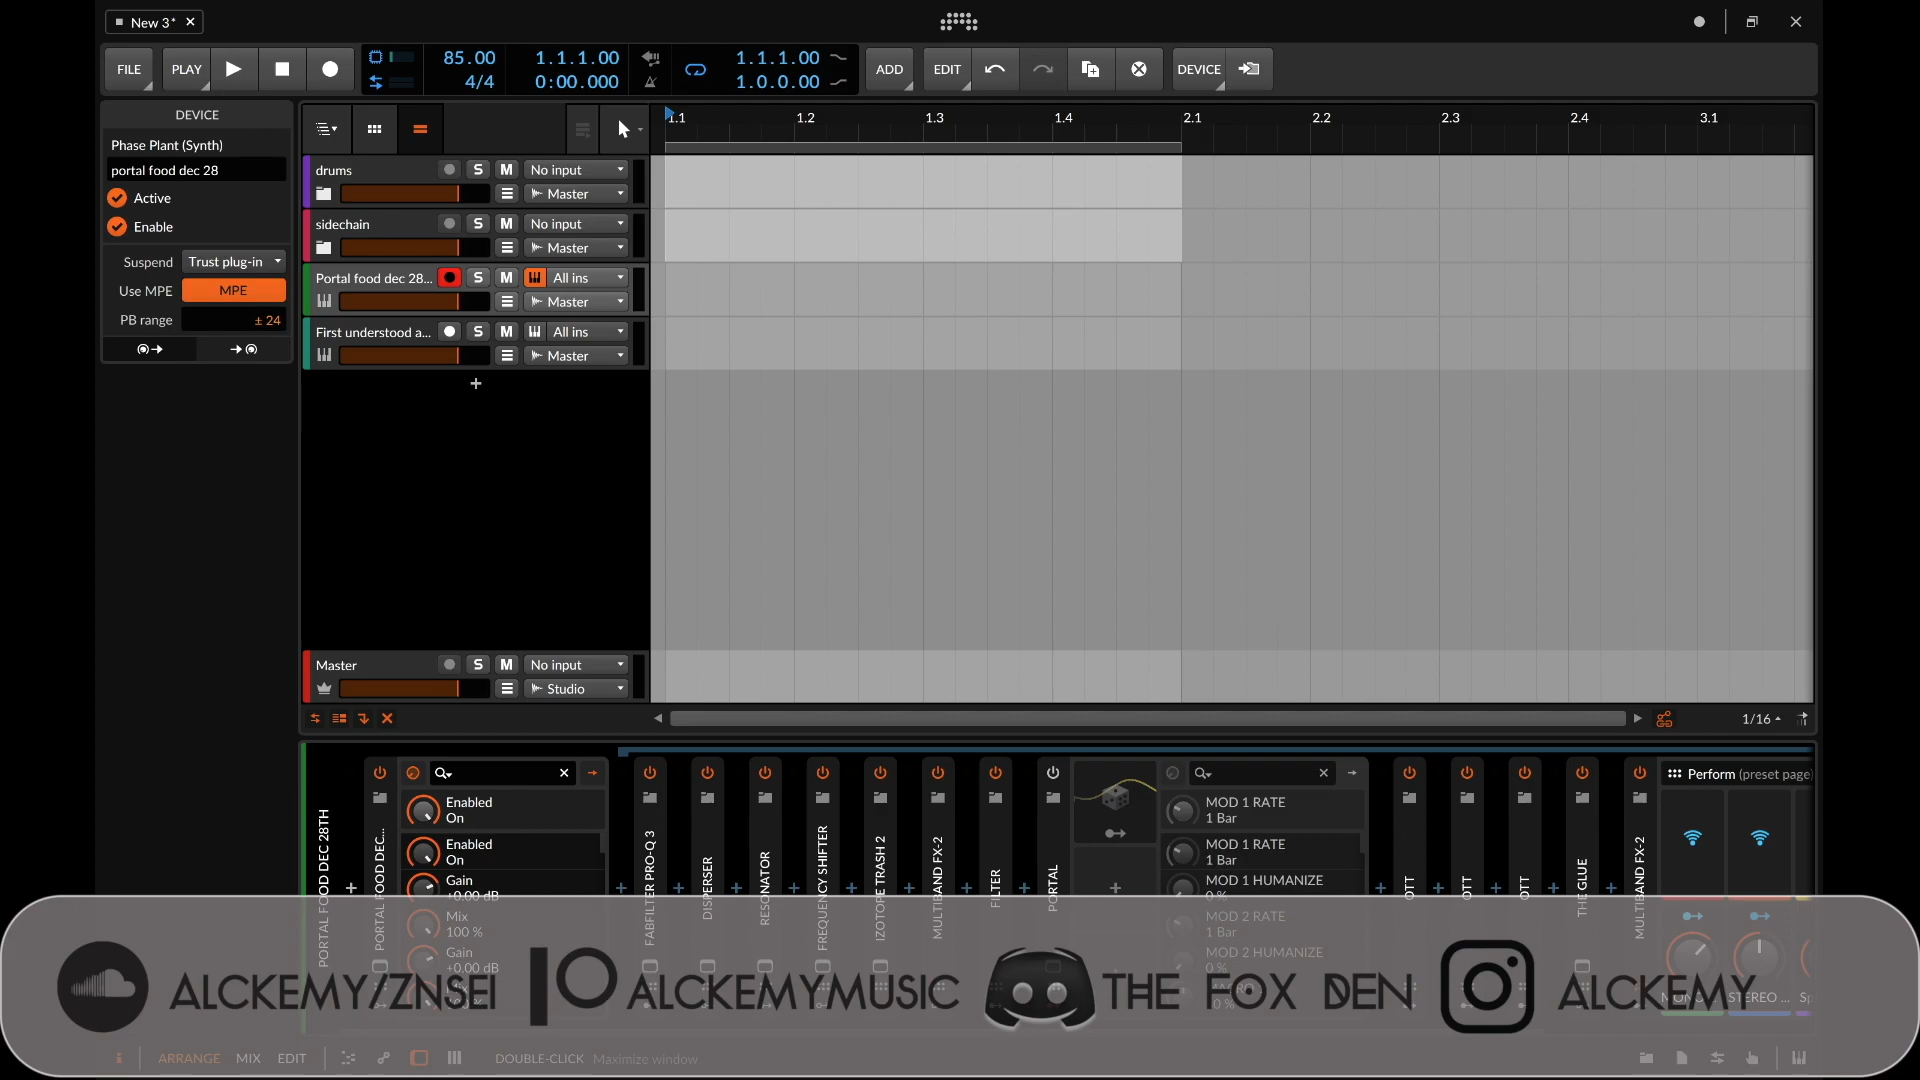 New 3*
FILE
PLAY
85.00
4/4
1.1.1.00
0:00.000
1.1.1.00
1.0.0.00
ADD
EDIT
DEVICE
DEVICE
Phase Plant (Synth)
portal food dec 28
Active
Enable
Suspend Trust plug-in
Use MPE MPE
PB range ± 24
1.1 1.2 1.3 1.4 2.1 2.2 2.3 2.4 3.1
drums S M No input
Master
sidechain S M No input
Master
Portal food dec 28... S M All ins
Master
First understood a... S M All ins
Master
Master S M No input
Studio
1/16
PORTAL FOOD DEC 28TH
PORTAL FOOD DEC...
Enabled
On
Enabled
On
Gain
+0.00 dB
Mix
100 %
Gain
+0.00 dB
FABFILTER PRO-Q 3
DISPERSER
RESONATOR
FREQUENCY SHIFTER
IZOTOPE TRASH 2
MULTIBAND FX-2
FILTER
PORTAL
MOD 1 RATE
1 Bar
MOD 1 RATE
1 Bar
MOD 1 HUMANIZE
0 %
MOD 2 RATE
1 Bar
MOD 2 HUMANIZE
0 %
OTT
OTT
OTT
THE GLUE
MULTIBAND FX-2
Perform (preset page)
STEREO ...
ALCKEMY/ZNSEI
ALCKEMYMUSIC
THE FOX DEN
ALCKEMY
ARRANGE MIX EDIT
DOUBLE-CLICK Maximize window